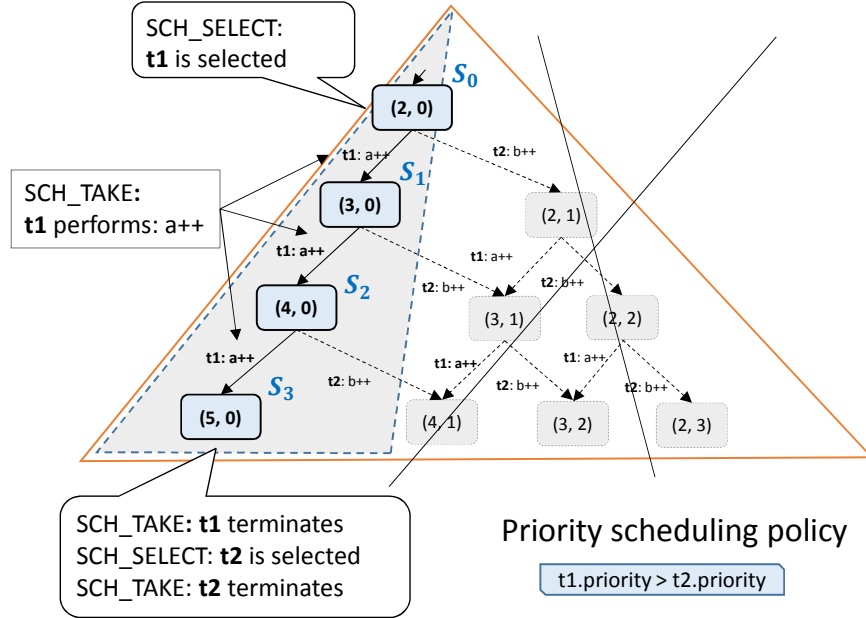 SCH_SELECT:
t1 is selected
S0
(2, 0)
t1: a++
t2: b++
S1
SCH_TAKE:
t1 performs: a++
(3, 0)
(2, 1)
t1: a++
t1: a++
t2: b++
t2: b++
S2
(4, 0)
(3, 1)
(2, 2)
t1: a++
t2: b++
t1: a++
t2: b++
t1: a++
t2: b++
S3
(5, 0)
(4, 1)
(3, 2)
(2, 3)
SCH_TAKE: t1 terminates
SCH_SELECT: t2 is selected
SCH_TAKE: t2 terminates
Priority scheduling policy
t1.priority > t2.priority